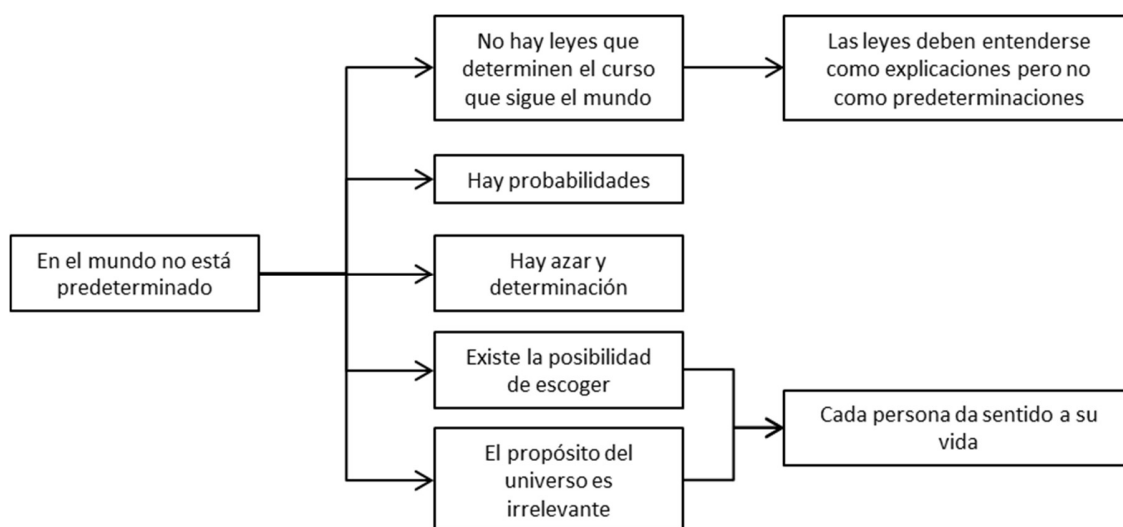 No hay leyes que
determinen el curso
que sigue el mundo
Las leyes deben entenderse
como explicaciones pero no
como predeterminaciones
Hay probabilidades
En el mundo no está
predeterminado
Hay azar y
determinación
Existe la posibilidad
de escoger
Cada persona da sentido a su
vida
El propósito del
universo es
irrelevante